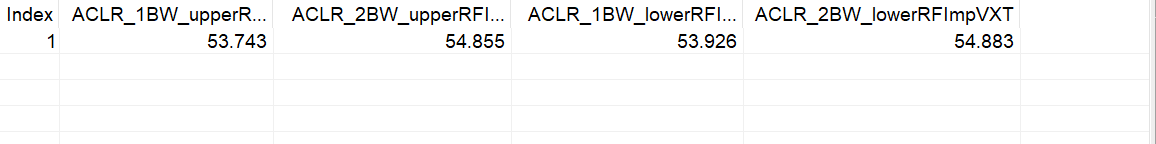 Index ACLR_1BW_upperR... ACLR_2BW_upperRFI... ACLR_1BW_lowerRFI... ACLR_2BW_lowerRFImpVXT
1 53.743 54.855 53.926 54.883